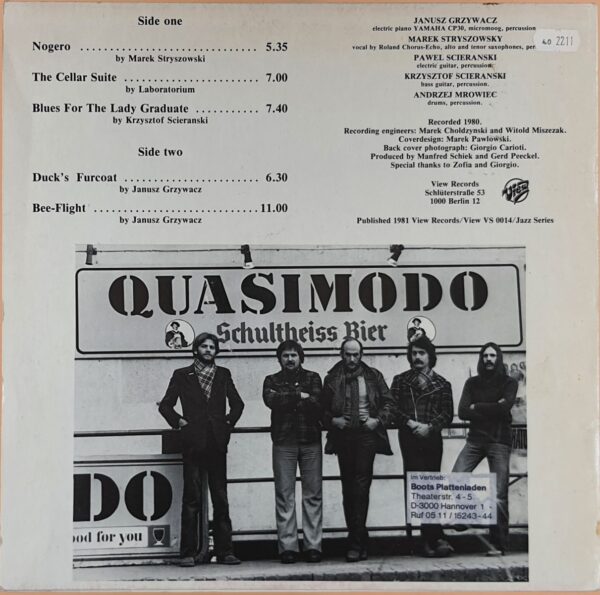 Side one
Nogero ........................ 5.35
by Marek Stryszowski
The Cellar Suite ................ 7.00
by Laboratorium
Blues For The Lady Graduate .......... 7.40
by Krzysztof Scieranski
Side two
Duck's Furcoat ................... 6.30
by Janusz Grzywacz
Bee-Flight ........................ 11.00
by Janusz Grzywacz
JANUSZ GRZYWACZ
electric piano YAMAHA CP30, micromoog, percussion
MAREK STRYSZOWSKY
vocal by Roland Chorus-Echo, alto and tenor saxophones, percussion
PAWEL SCIERANSKI
electric guitar, percussion.
KRZYSZTOF SCIERANSKI
bass guitar, percussion.
ANDRZEJ MROWIEC
drums, percussion.
2211
Recorded 1980.
Recording engineers: Marek Choldzynski and Witold Miszezak.
Coverdesign: Marek Pawlowski.
Back cover photograph: Giorgio Carioti.
Produced by Manfred Schiek and Gerd Preckel.
Special thanks to Zofia and Giorgio.
View Records
Schlüterstraße 53
1000 Berlin 12
View
Published 1981 View Records/View VS 0014/Jazz Series
QUASIMODO
Schultheiss Bier
DO
ood for you
Im Vertrieb:
Boots Plattenladen
Theaterstr. 4 - 5
D-3000 Hannover 1
Ruf 05 11 / 15243 - 44